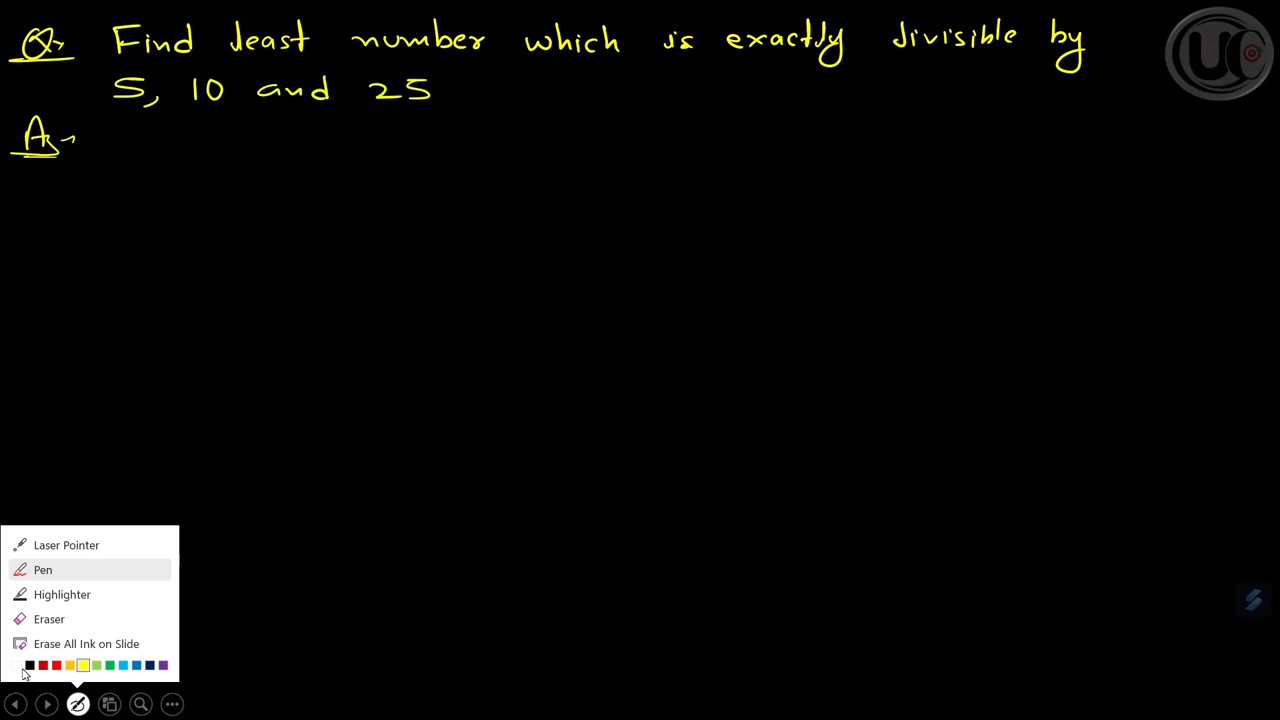 Q→ Find least number which is exactly divisible by
5, 10 and 25
A→
UC
Laser Pointer
Pen
Highlighter
Eraser
Erase All Ink on Slide